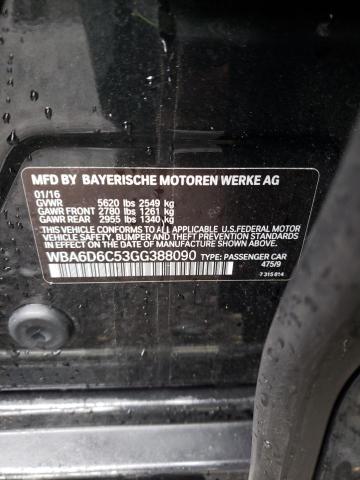 MFD BY BAYERISCHE MOTOREN WERKE AG
01/16
GVWR 5620 lbs 2549 kg
GAWR FRONT 2780 lbs 1261 kg
GAWR REAR 2955 lbs 1340 kg
THIS VEHICLE CONFORMS TO ALL APPLICABLE U.S. FEDERAL MOTOR
VEHICLE SAFETY, BUMPER, AND THEFT PREVENTION STANDARDS
IN EFFECT ON THE DATE OF MANUFACTURE SHOWN ABOVE.
WBA6D6C53GG388090 TYPE: PASSENGER CAR
475/9
7 315 614